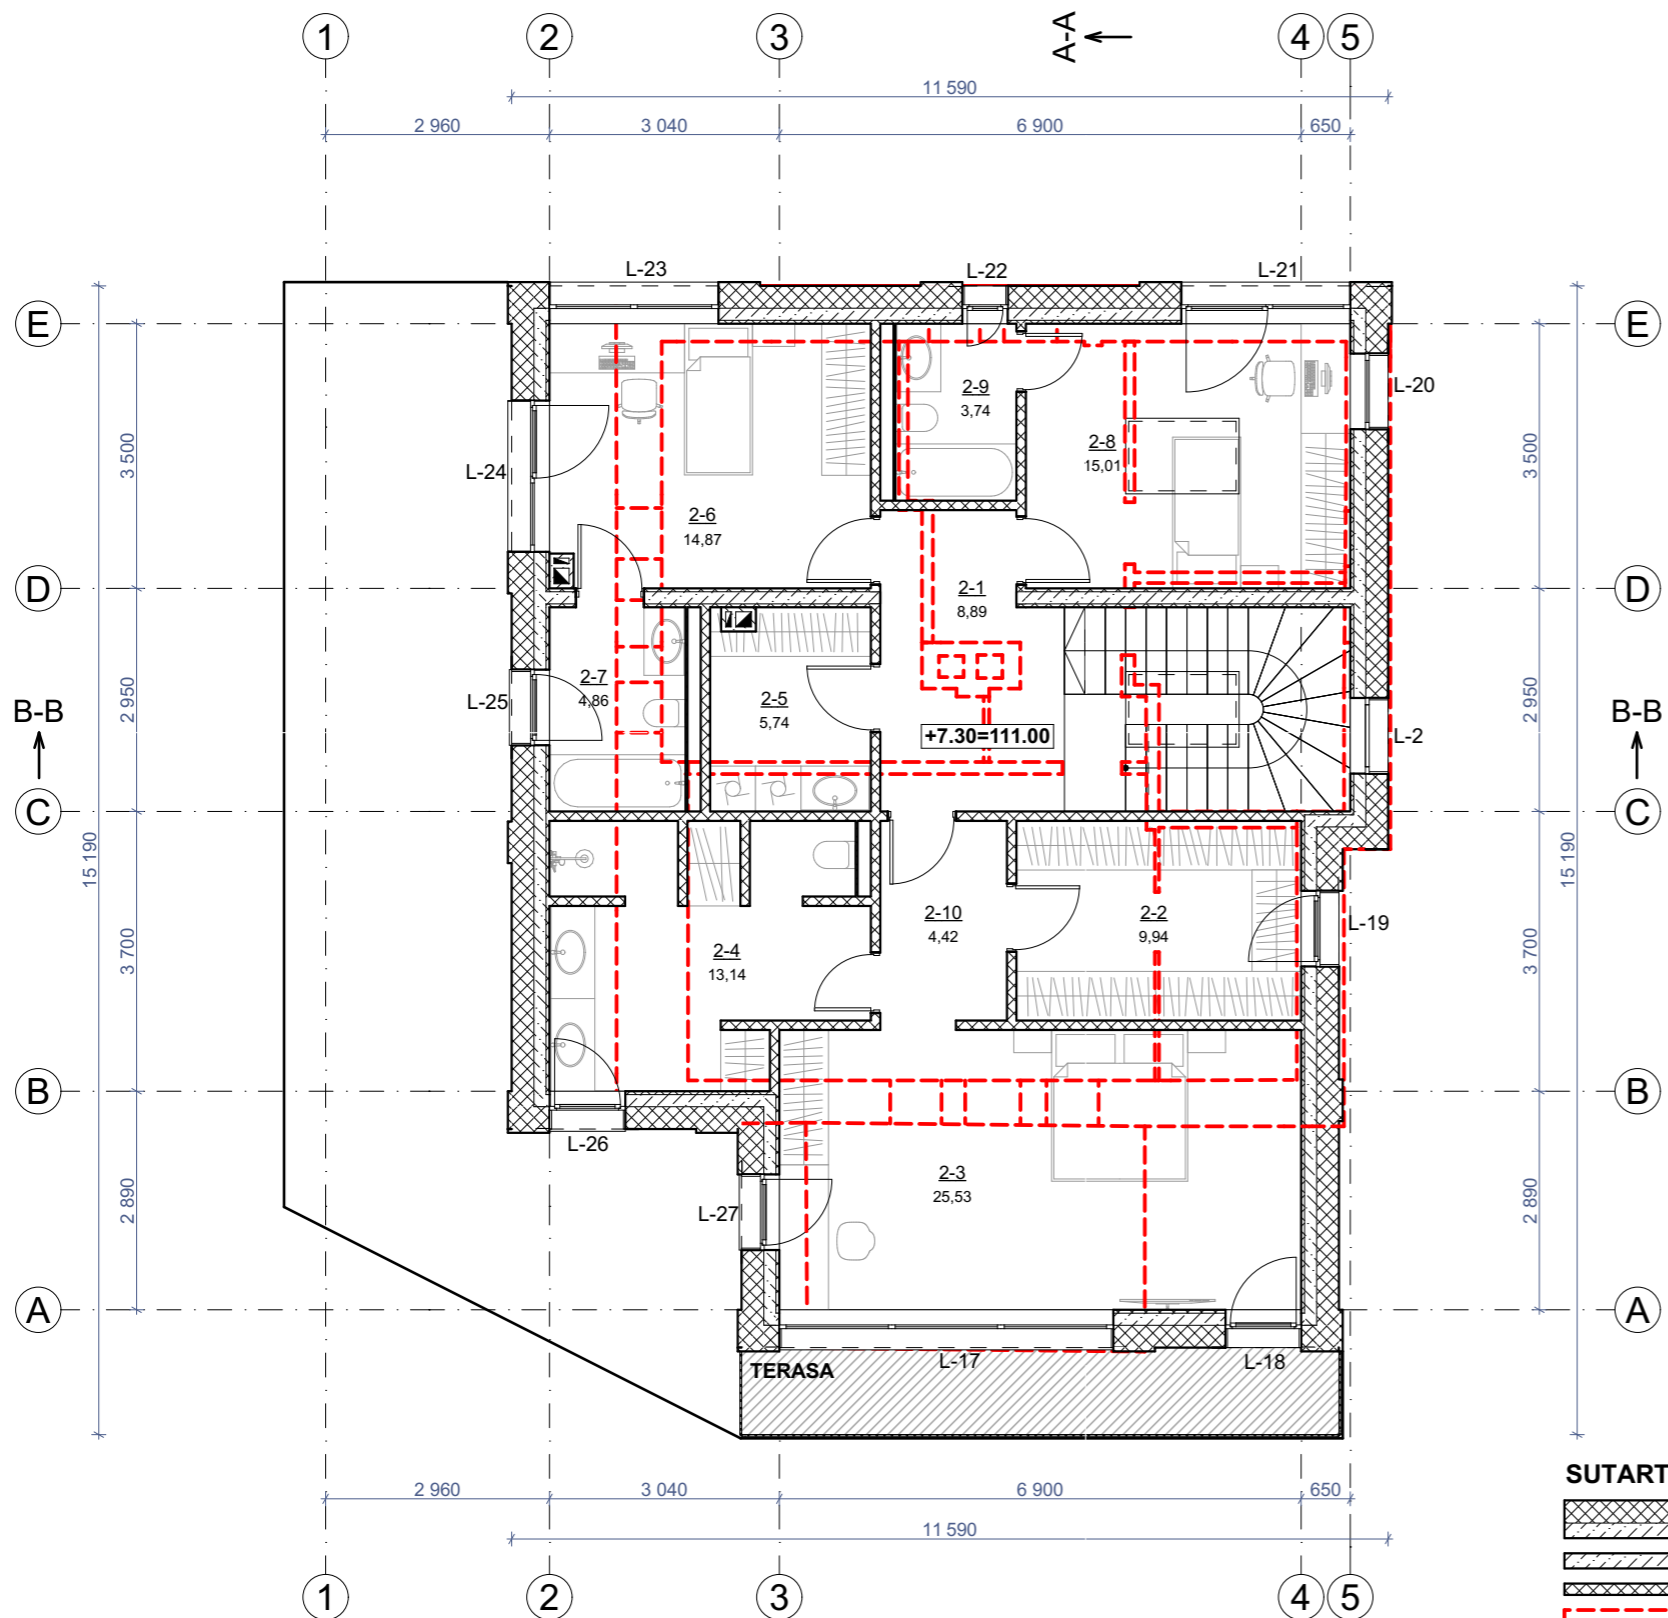 1 2 3 4 5
A-A
11 590
2 960 3 040 6 900 650
L-23 L-22 L-21
E E
L-20
2-9
3,74
2-8
15,01
3 500 3 500
L-24
2-6
14,87
D D
2-1
8,89
2-7
4,86
2-5
5,74
2 950 2 950
L-25
B-B B-B
+7.30=111.00
L-2
C C
15 190 15 190
2-10
4,42
2-2
9,94
L-19
3 700 3 700
2-4
13,14
B B
L-26
2-3
25,53
2 890 2 890
L-27
A A
L-17 L-18
TERASA
SUTART
2 960 3 040 6 900 650
11 590
1 2 3 4 5